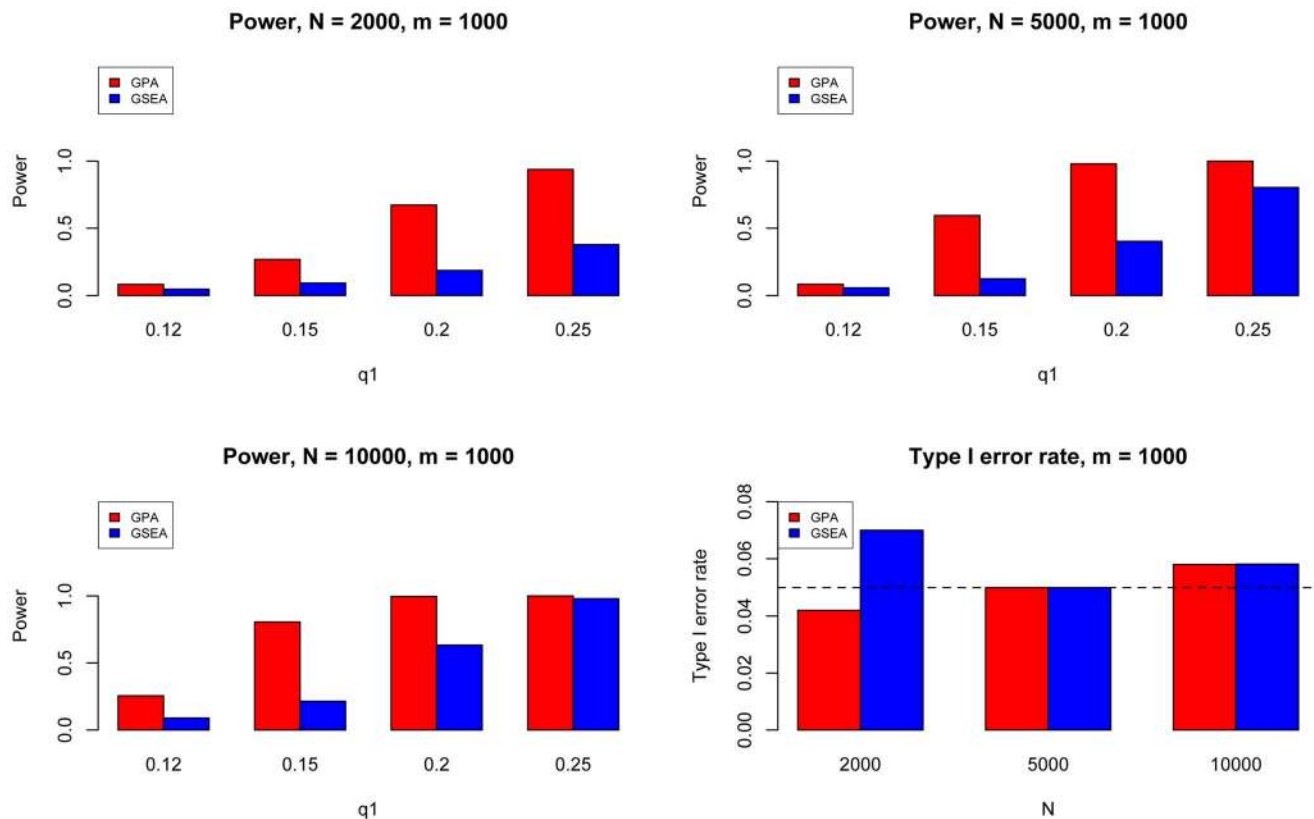 Power, N = 2000, m = 1000
GPA
GSEA
Power
1.0
0.5
0.0
0.12 0.15 0.2 0.25
q1
Power, N = 5000, m = 1000
GPA
GSEA
Power
1.0
0.5
0.0
0.12 0.15 0.2 0.25
q1
Power, N = 10000, m = 1000
GPA
GSEA
Power
1.0
0.5
0.0
0.12 0.15 0.2 0.25
q1
Type I error rate, m = 1000
GPA
GSEA
Type I error rate
0.08
0.06
0.04
0.02
0.00
2000 5000 10000
N